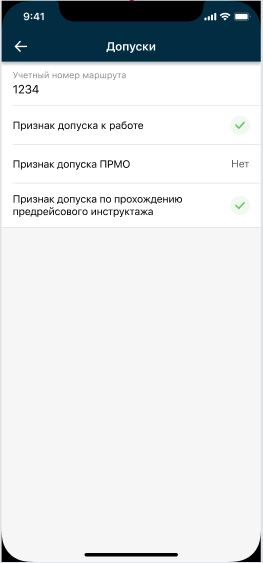 9:41
Допуски
Учетный номер маршрута
1234
Признак допуска к работе
Признак допуска ПРМО Нет
Признак допуска по прохождению
предрейсового инструктажа